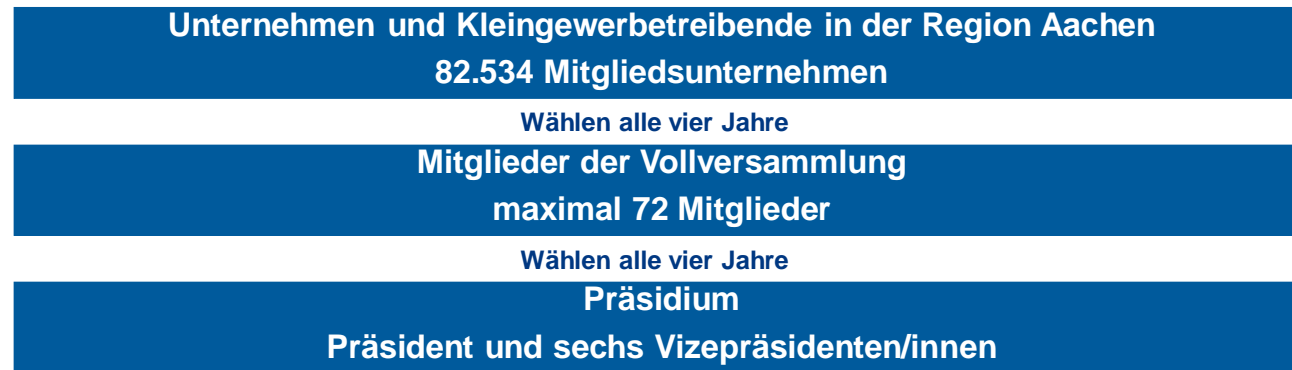 Unternehmen und Kleingewerbetreibende in der Region Aachen
82.534 Mitgliedsunternehmen
Wählen alle vier Jahre
Mitglieder der Vollversammlung
maximal 72 Mitglieder
Wählen alle vier Jahre
Präsidium
Präsident und sechs Vizepräsidenten/innen